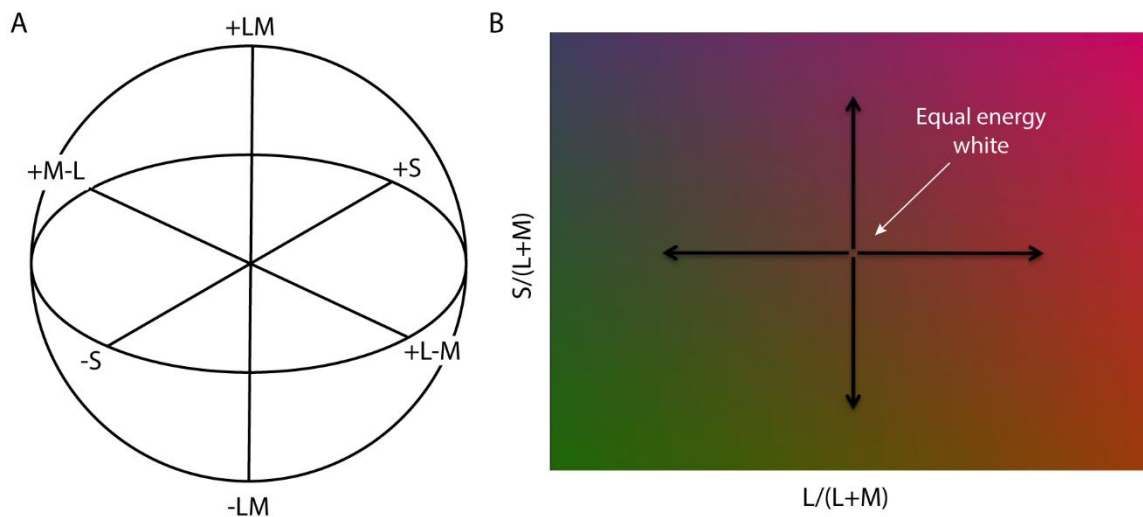 A
+LM
+M-L
+S
-S
+L-M
-LM
B
Equal energy
white
S/(L+M)
L/(L+M)